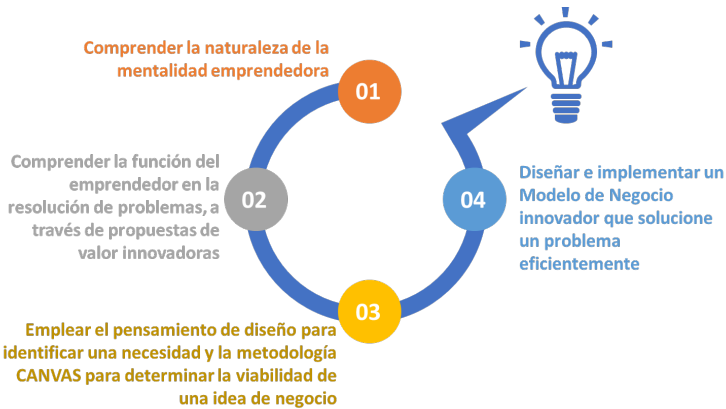 01
Comprender la naturaleza de la
mentalidad emprendedora
02
Comprender la función del
emprendedor en la
resolución de problemas, a
través de propuestas de
valor innovadoras
03
Emplear el pensamiento de diseño para
identificar una necesidad y la metodología
CANVAS para determinar la viabilidad de
una idea de negocio
04
Diseñar e implementar un
Modelo de Negocio
innovador que solucione
un problema
eficientemente